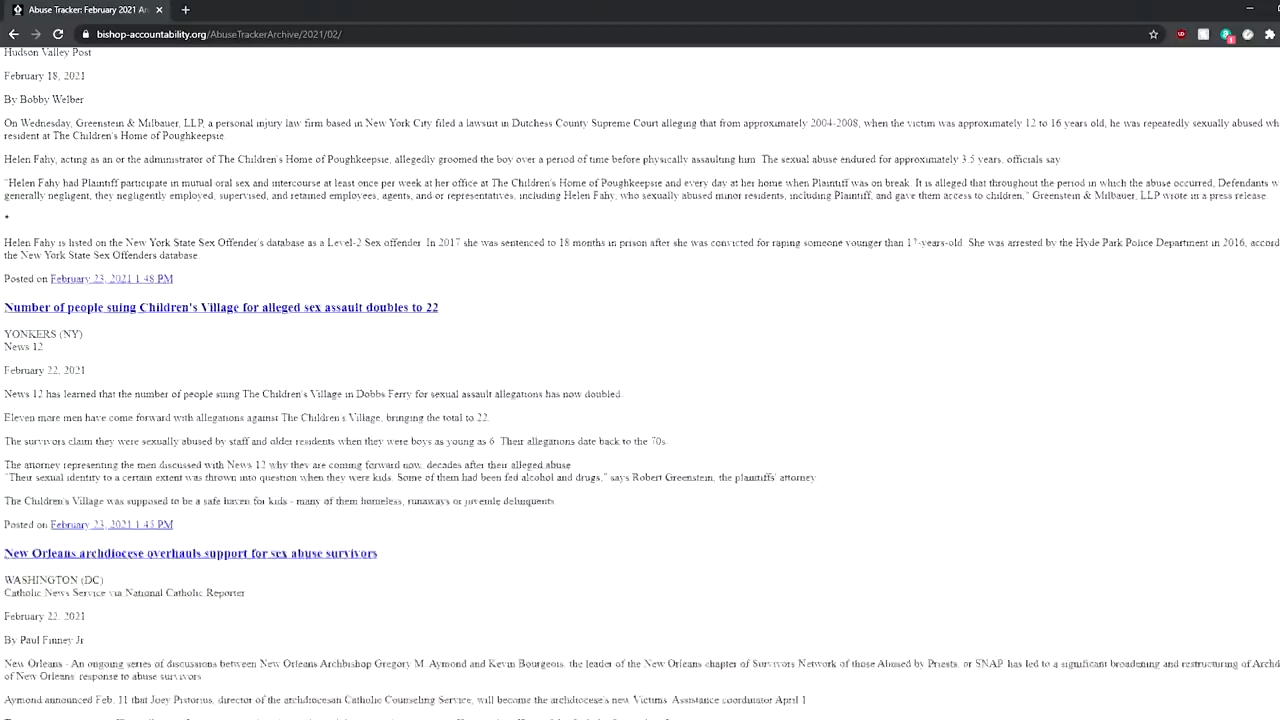 Abuse Tracker: February 2021 Ar
bishop-accountability.org/AbuseTrackerArchive/2021/02/
Hudson Valley Post
February 18, 2021
By Bobby Welber
On Wednesday, Greenstein & Milbauer, LLP, a personal injury law firm based in New York City filed a lawsuit in Dutchess County Supreme Court alleging that from approximately 2004-2008, when the victim was approximately 12 to 16 years old, he was repeatedly sexually abused wh
resident at The Children's Home of Poughkeepsie.
Helen Fahy, acting as an or the administrator of The Children's Home of Poughkeepsie, allegedly groomed the boy over a period of time before physically assaulting him. The sexual abuse endured for approximately 3.5 years, officials say.
"Helen Fahy had Plaintiff participate in mutual oral sex and intercourse at least once per week at her office at The Children's Home of Poughkeepsie and every day at her home when Plaintiff was on break. It is alleged that throughout the period in which the abuse occurred, Defendants w
generally negligent, they negligently employed, supervised, and retained employees, agents, and/or representatives, including Helen Fahy, who sexually abused minor residents, including Plaintiff, and gave them access to children," Greenstein & Milbauer, LLP wrote in a press release.
*
Helen Fahy is listed on the New York State Sex Offender's database as a Level-2 Sex offender. In 2017 she was sentenced to 18 months in prison after she was convicted for raping someone younger than 17-years-old. She was arrested by the Hyde Park Police Department in 2016, accord
the New York State Sex Offenders database.
Posted on February 23, 2021 1:48 PM
Number of people suing Children's Village for alleged sex assault doubles to 22
YONKERS (NY)
News 12
February 22, 2021
News 12 has learned that the number of people suing The Children's Village in Dobbs Ferry for sexual assault allegations has now doubled.
Eleven more men have come forward with allegations against The Children's Village, bringing the total to 22.
The survivors claim they were sexually abused by staff and older residents when they were boys as young as 6. Their allegations date back to the '70s.
The attorney representing the men discussed with News 12 why they are coming forward now, decades after their alleged abuse.
"Their sexual identity to a certain extent was thrown into question when they were kids. Some of them had been fed alcohol and drugs," says Robert Greenstein, the plaintiffs' attorney.
The Children's Village was supposed to be a safe haven for kids - many of them homeless, runaways or juvenile delinquents.
Posted on February 23, 2021 1:45 PM
New Orleans archdiocese overhauls support for sex abuse survivors
WASHINGTON (DC)
Catholic News Service via National Catholic Reporter
February 22, 2021
By Paul Finney Jr
New Orleans - An ongoing series of discussions between New Orleans Archbishop Gregory M. Aymond and Kevin Bourgeois, the leader of the New Orleans chapter of Survivors Network of those Abused by Priests, or SNAP, has led to a significant broadening and restructuring of Archd
of New Orleans' response to abuse survivors.
Aymond announced Feb. 11 that Joey Pistorius, director of the archdiocesan Catholic Counseling Service, will become the archdiocese's new Victims' Assistance coordinator April 1.